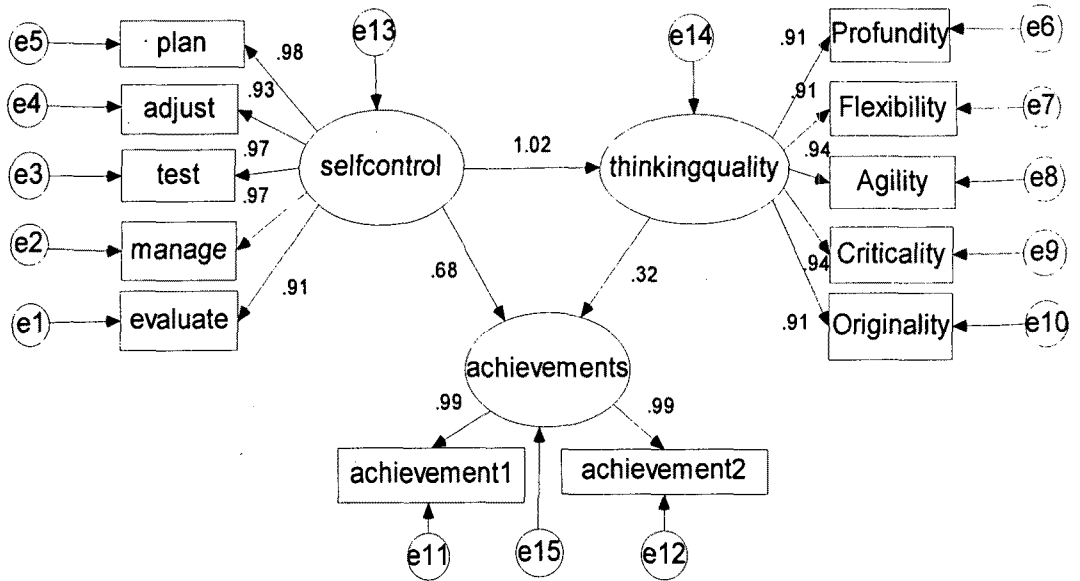 e5
plan
.98
e13
e14
.91
Profundity
e6
e4
adjust
.93
.91
Flexibility
e7
e3
test
.97
.97
selfcontrol
1.02
thinkingquality
.94
Agility
e8
e2
manage
.68
.32
.94
Criticality
e9
e1
evaluate
.91
.91
Originality
e10
achievements
.99
.99
achievement1
achievement2
e11
e15
e12